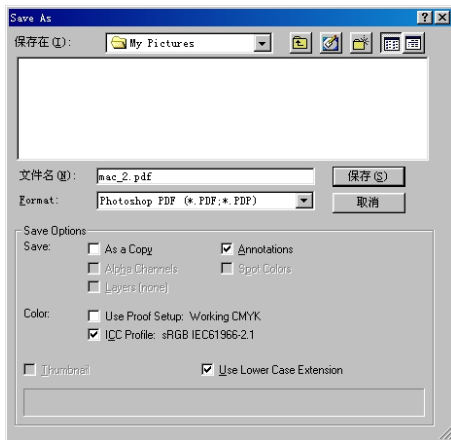 Save As
保存在(I):
My Pictures
文件名(N):
mac_2.pdf
保存(S)
Format:
Photoshop PDF (*.PDF;*.PDP)
取消
Save Options
Save:
As a Copy
Annotations
Alpha Channels
Spot Colors
Layers (none)
Color:
Use Proof Setup: Working CMYK
ICC Profile: sRGB IEC61966-2.1
Thumbnail
Use Lower Case Extension